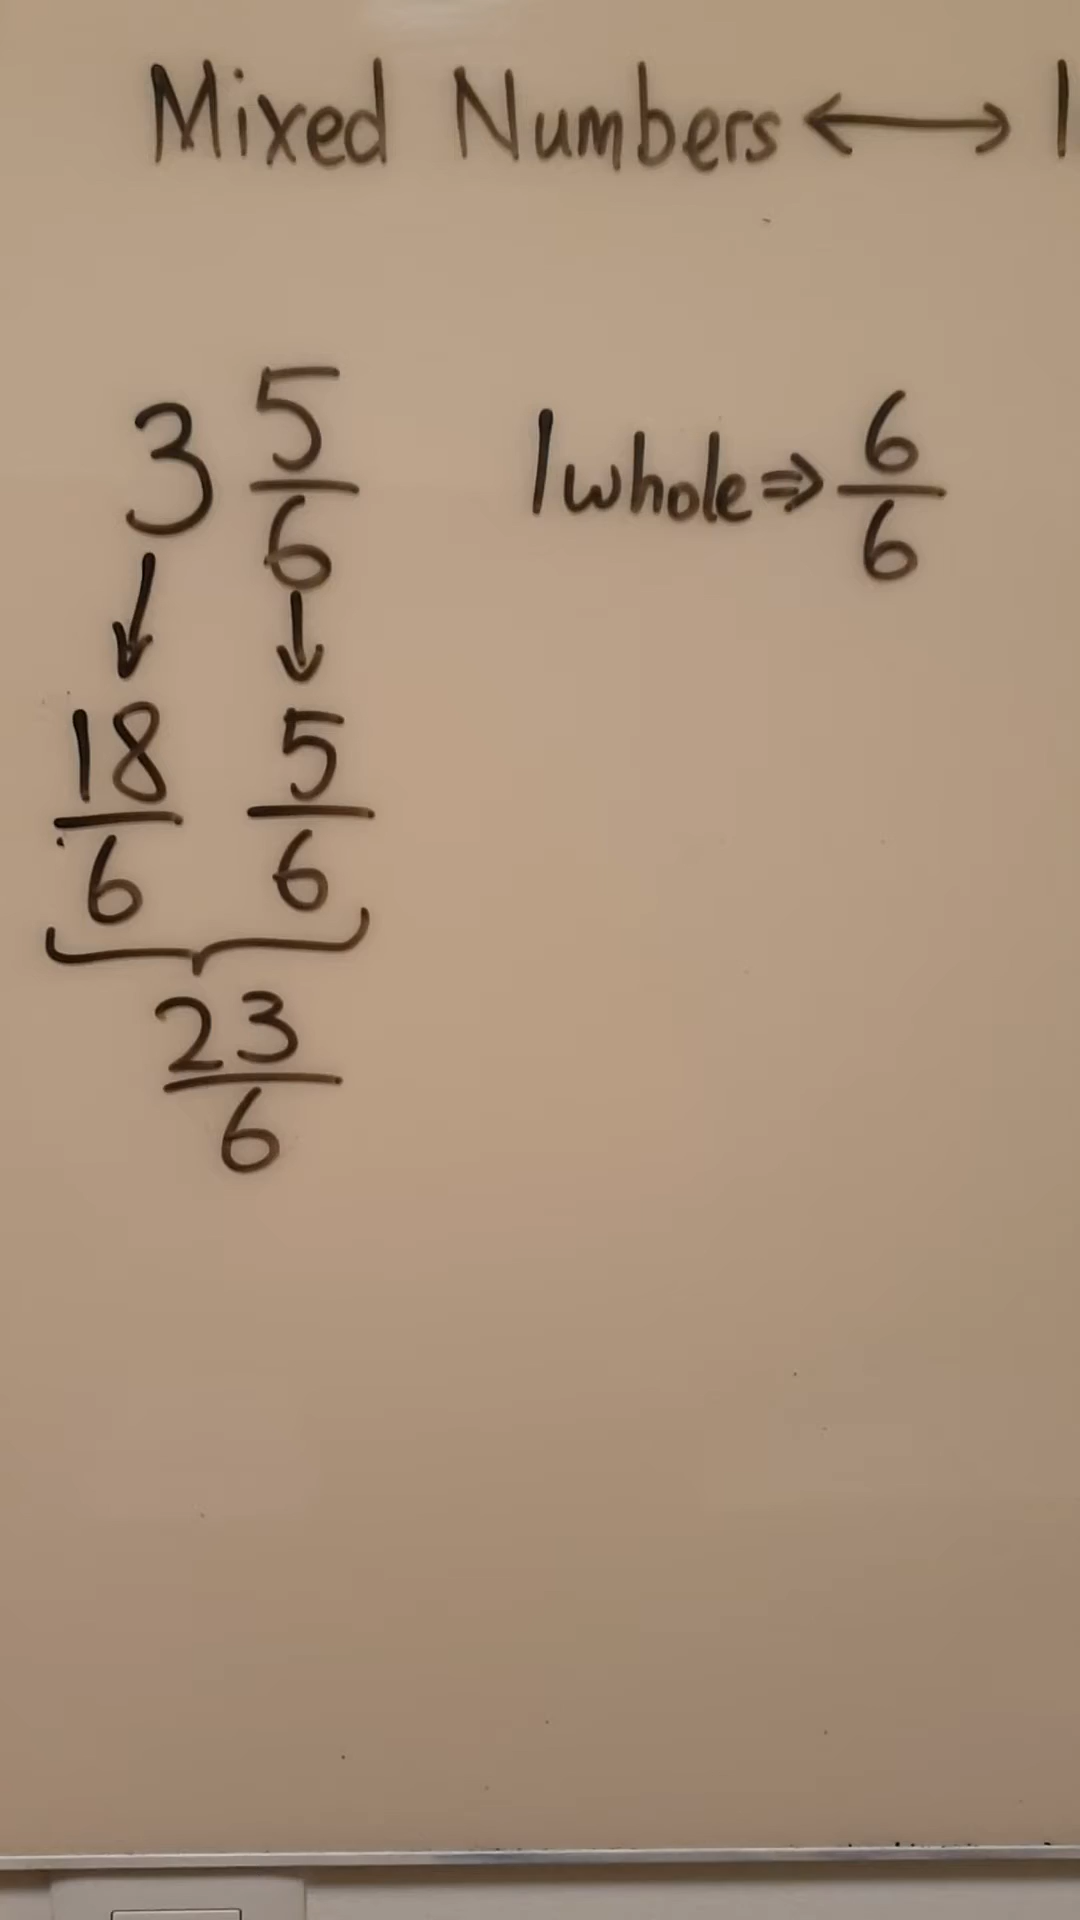 Mixed Numbers ⟷ I
3 5/6 1 whole ⇒ 6/6
↓ ↓
18/6 5/6
23/6